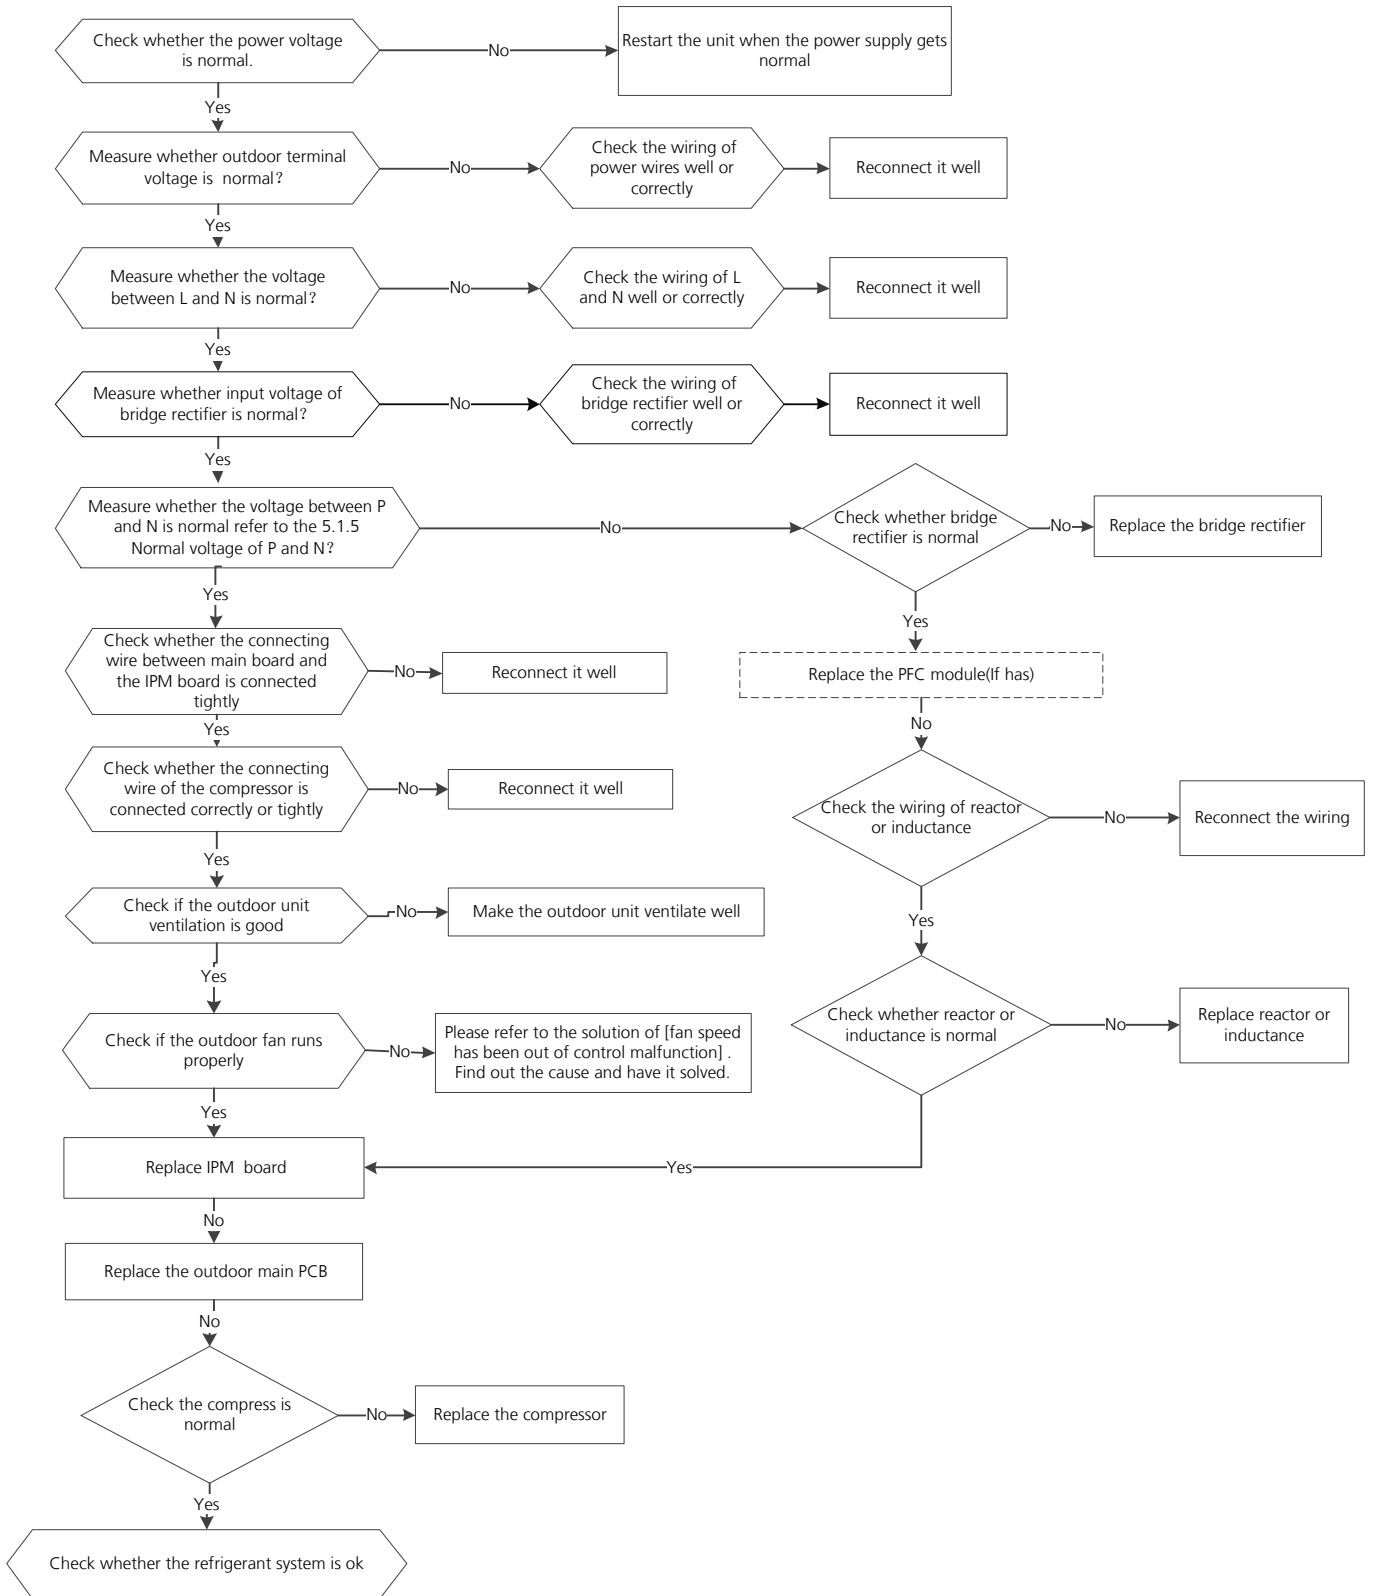 Check whether the power voltage
is normal.
No
Restart the unit when the power supply gets
normal
Yes
Measure whether outdoor terminal
voltage is  normal？
No
Check the wiring of
power wires well or
correctly
Reconnect it well
Yes
Measure whether the voltage
between L and N is normal？
No
Check the wiring of L
and N well or correctly
Reconnect it well
Yes
Measure whether input voltage of
bridge rectifier is normal？
No
Check the wiring of
bridge rectifier well or
correctly
Reconnect it well
Yes
Measure whether the voltage between P
and N is normal refer to the 5.1.5
Normal voltage of P and N？
No
Check whether bridge
rectifier is normal
No
Replace the bridge rectifier
Yes
Yes
Check whether the connecting
wire between main board and
the IPM board is connected
tightly
No
Reconnect it well
Replace the PFC module(If has)
No
Yes
Check whether the connecting
wire of the compressor is
connected correctly or tightly
No
Reconnect it well
Check the wiring of reactor
or inductance
No
Reconnect the wiring
Yes
Check if the outdoor unit
ventilation is good
No
Make the outdoor unit ventilate well
Yes
Yes
Check if the outdoor fan runs
properly
No
Please refer to the solution of [fan speed
has been out of control malfunction] .
Find out the cause and have it solved.
Check whether reactor or
inductance is normal
No
Replace reactor or
inductance
Yes
Replace IPM  board
Yes
No
Replace the outdoor main PCB
No
Check the compress is
normal
No
Replace the compressor
Yes
Check whether the refrigerant system is ok